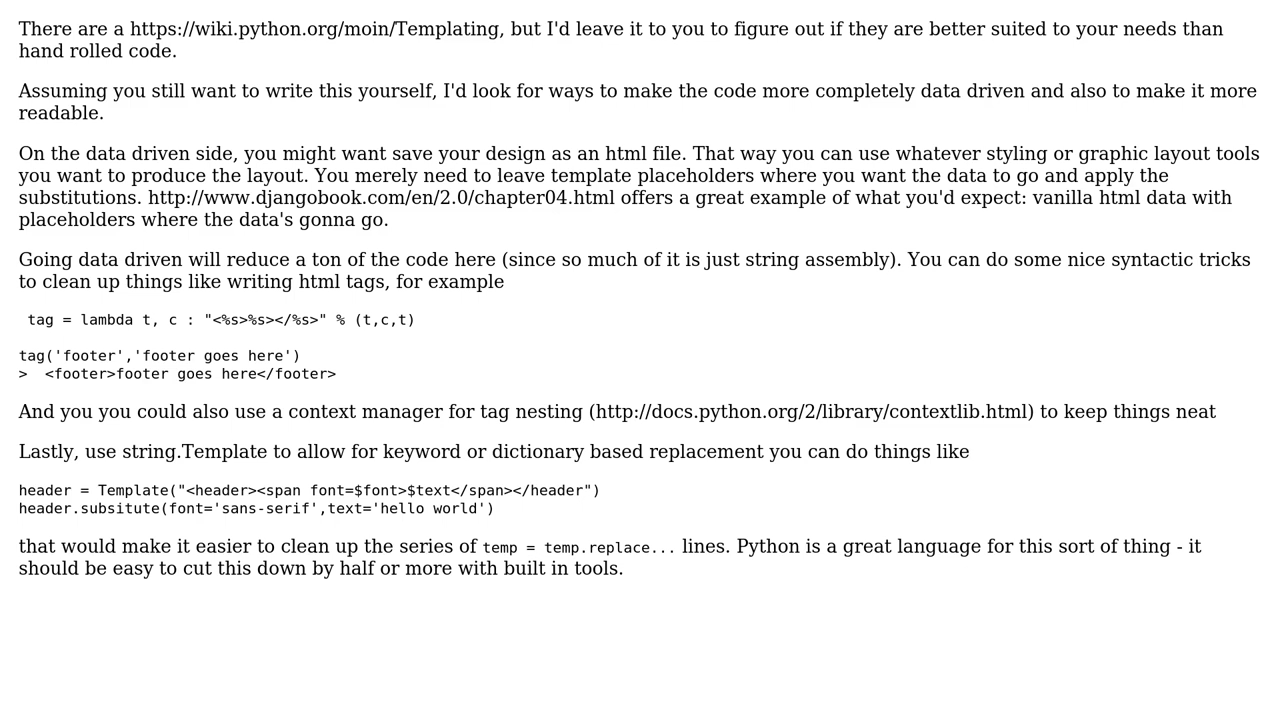 There are a https://wiki.python.org/moin/Templating, but I'd leave it to you to figure out if they are better suited to your needs than
hand rolled code.
Assuming you still want to write this yourself, I'd look for ways to make the code more completely data driven and also to make it more
readable.
On the data driven side, you might want save your design as an html file. That way you can use whatever styling or graphic layout tools
you want to produce the layout. You merely need to leave template placeholders where you want the data to go and apply the
substitutions. http://www.djangobook.com/en/2.0/chapter04.html offers a great example of what you'd expect: vanilla html data with
placeholders where the data's gonna go.
Going data driven will reduce a ton of the code here (since so much of it is just string assembly). You can do some nice syntactic tricks
to clean up things like writing html tags, for example
tag = lambda t, c : "<%s>%s></%s>" % (t,c,t)
tag('footer','footer goes here')
>  <footer>footer goes here</footer>
And you you could also use a context manager for tag nesting (http://docs.python.org/2/library/contextlib.html) to keep things neat
Lastly, use string.Template to allow for keyword or dictionary based replacement you can do things like
header = Template("<header><span font=$font>$text</span></header")
header.subsitute(font='sans-serif',text='hello world')
that would make it easier to clean up the series of temp = temp.replace... lines. Python is a great language for this sort of thing - it
should be easy to cut this down by half or more with built in tools.